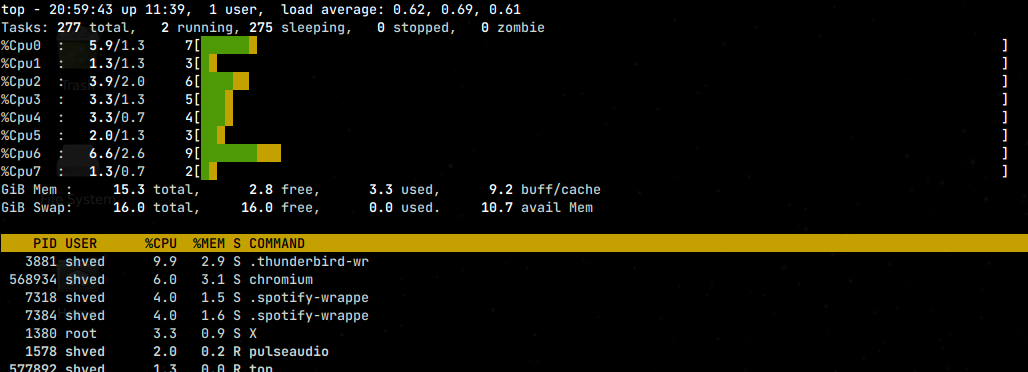 top - 20:59:43 up 11:39,  1 user,  load average: 0.62, 0.69, 0.61
Tasks: 277 total,   2 running, 275 sleeping,   0 stopped,   0 zombie
%Cpu0  :   5.9/1.3     7[ ]
%Cpu1  :   1.3/1.3     3[ ]
%Cpu2  :   3.9/2.0     6[ ]
%Cpu3  :   3.3/1.3     5[ ]
%Cpu4  :   3.3/0.7     4[ ]
%Cpu5  :   2.0/1.3     3[ ]
%Cpu6  :   6.6/2.6     9[ ]
%Cpu7  :   1.3/0.7     2[ ]
GiB Mem :     15.3 total,      2.8 free,      3.3 used,      9.2 buff/cache
GiB Swap:     16.0 total,     16.0 free,      0.0 used.     10.7 avail Mem
PID USER      %CPU  %MEM S COMMAND
3881 shved      9.9   2.9 S .thunderbird-wr
568934 shved      6.0   3.1 S chromium
7318 shved      4.0   1.5 S .spotify-wrappe
7384 shved      4.0   1.6 S .spotify-wrappe
1380 root       3.3   0.9 S X
1578 shved      2.0   0.2 R pulseaudio
577892 shved      1.3   0.0 R top
Trash
File System